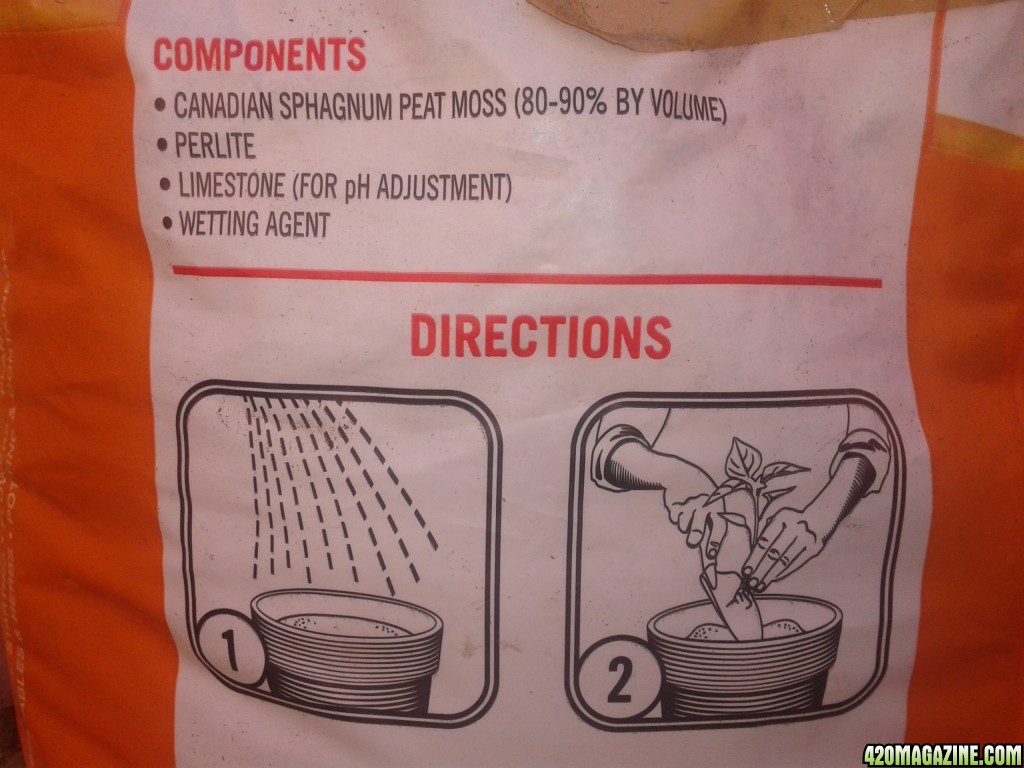 COMPONENTS
• CANADIAN SPHAGNUM PEAT MOSS (80-90% BY VOLUME)
• PERLITE
• LIMESTONE (FOR pH ADJUSTMENT)
• WETTING AGENT
DIRECTIONS
1
2
420MAGAZINE.COM